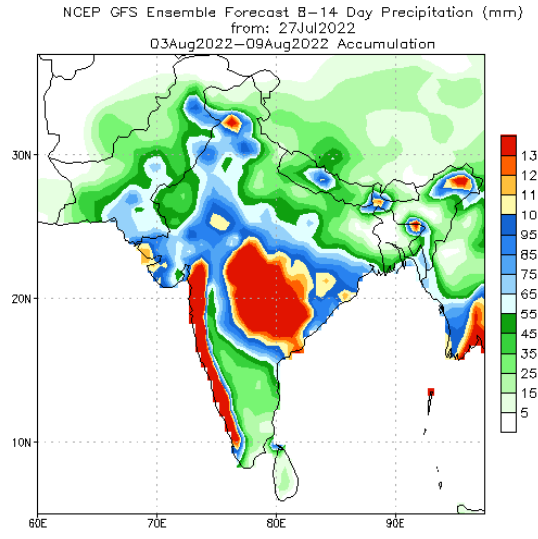 NCEP GFS Ensemble Forecast 8-14 Day Precipitation (mm)
from: 27Jul2022
03Aug2022-09Aug2022 Accumulation
30N
20N
10N
60E 70E 80E 90E
13
12
11
10
95
85
75
65
55
45
35
25
15
5